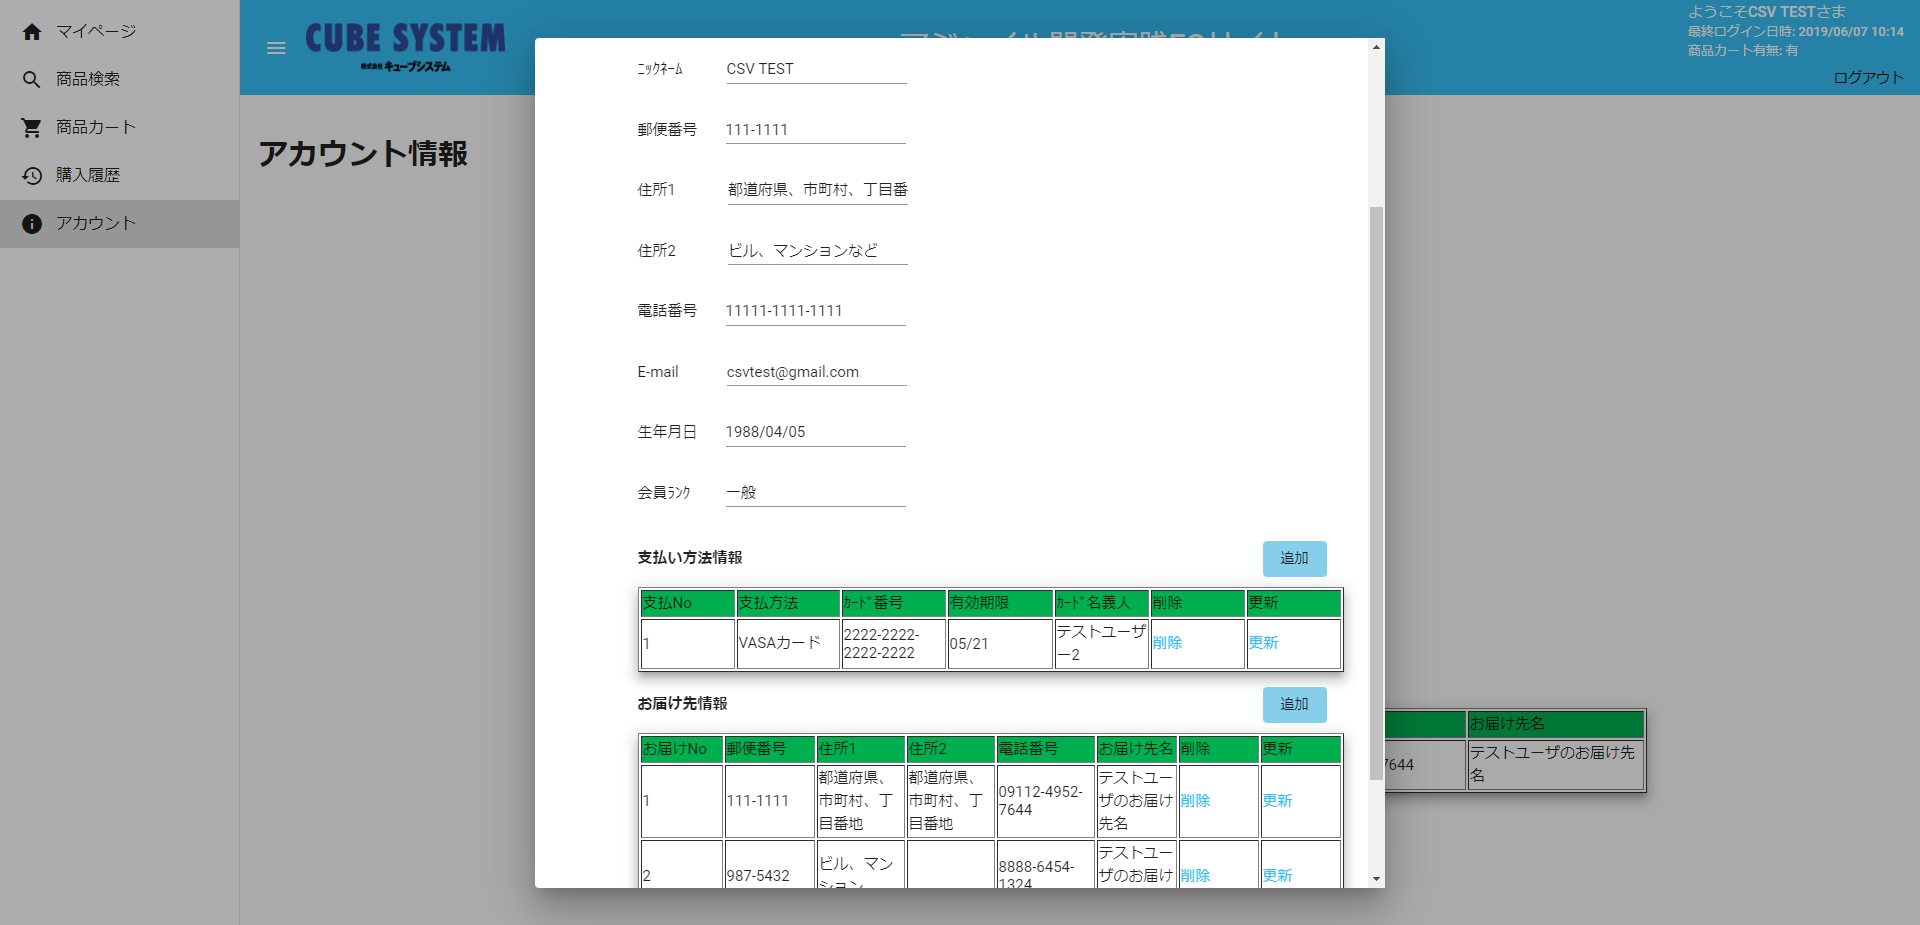 マイページ
商品検索
商品カート
購入履歴
アカウント
CUBE SYSTEM
株式会社 キューブシステム
ようこそCSV TESTさま
最終ログイン日時: 2019/06/07 10:14
商品カート有無: 有
ログアウト
アカウント情報
ﾆｯｸﾈｰﾑ CSV TEST
郵便番号 111-1111
住所1 都道府県、市町村、丁目番
住所2 ビル、マンションなど
電話番号 11111-1111-1111
E-mail csvtest@gmail.com
生年月日 1988/04/05
会員ﾗﾝｸ 一般
支払い方法情報 追加
支払No 支払方法 ｶｰﾄﾞ番号 有効期限 ｶｰﾄﾞ名義人 削除 更新
1 VASAカード 2222-2222-
2222-2222 05/21 テストユーザ
ー2 削除 更新
お届け先情報 追加
お届けNo 郵便番号 住所1 住所2 電話番号 お届け先名 削除 更新
1 111-1111 都道府県、
市町村、丁
目番地 都道府県、
市町村、丁
目番地 09112-4952-
7644 テストユー
ザのお届け
先名 削除 更新
2 987-5432 ビル、マン
ション 8888-6454-
1324 テストユー
ザのお届け 削除 更新
お届け先名
7644 テストユーザのお届け先
名